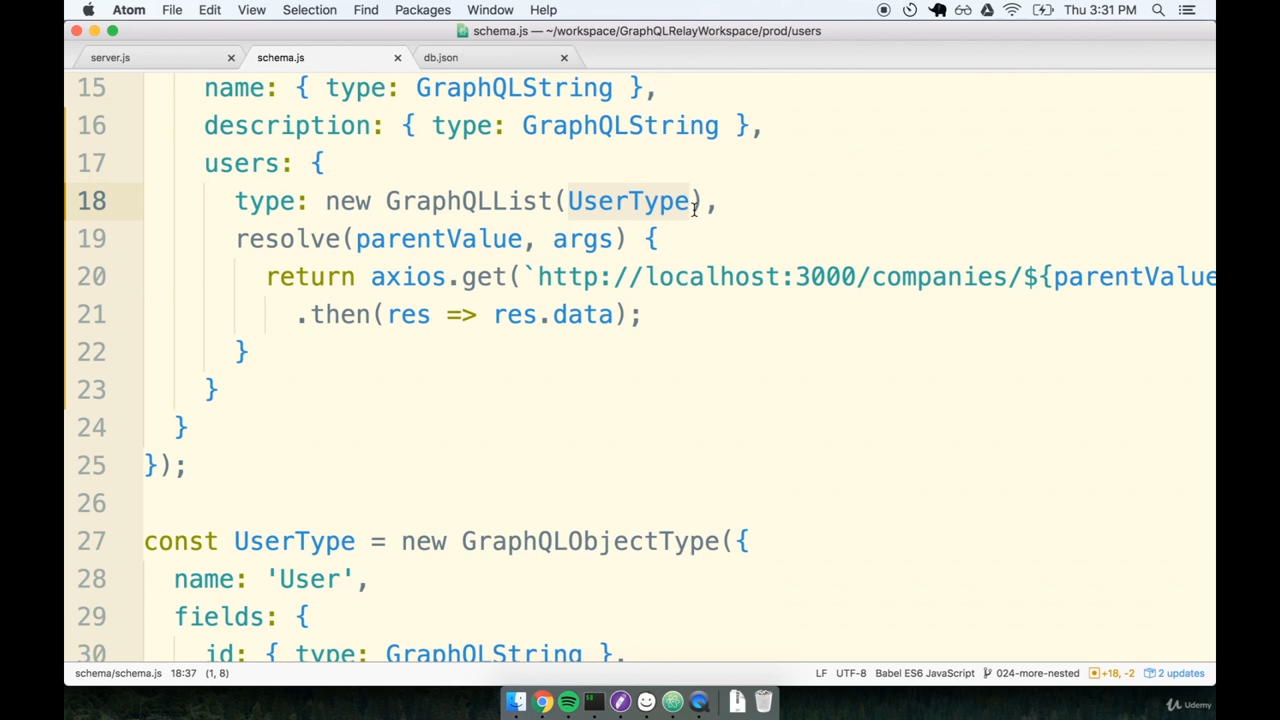 Atom File Edit View Selection Find Packages Window Help Thu 3:31 PM
schema.js — ~/workspace/GraphQLRelayWorkspace/prod/users
server.js schema.js db.json
15 name: { type: GraphQLString },
16 description: { type: GraphQLString },
17 users: {
18 type: new GraphQLList(UserType),
19 resolve(parentValue, args) {
20 return axios.get(`http://localhost:3000/companies/${parentValue
21 .then(res => res.data);
22 }
23 }
24 }
25 });
26
27 const UserType = new GraphQLObjectType({
28 name: 'User',
29 fields: {
30 id: { type: GraphQLString },
schema/schema.js 18:37 (1, 8) LF UTF-8 Babel ES6 JavaScript 024-more-nested +18, -2 2 updates
Udemy